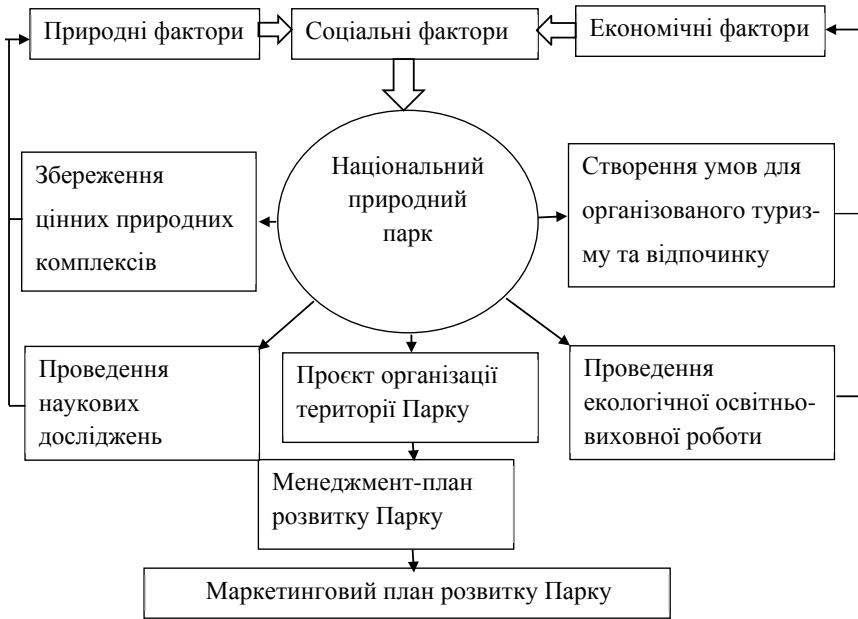 Природні фактори
Соціальні фактори
Економічні фактори
Національний
природний
парк
Збереження
цінних природних
комплексів
Створення умов для
організованого туриз-
му та відпочинку
Проведення
наукових
досліджень
Проєкт організації
території Парку
Проведення
екологічної освітньо-
виховної роботи
Менеджмент-план
розвитку Парку
Маркетинговий план розвитку Парку